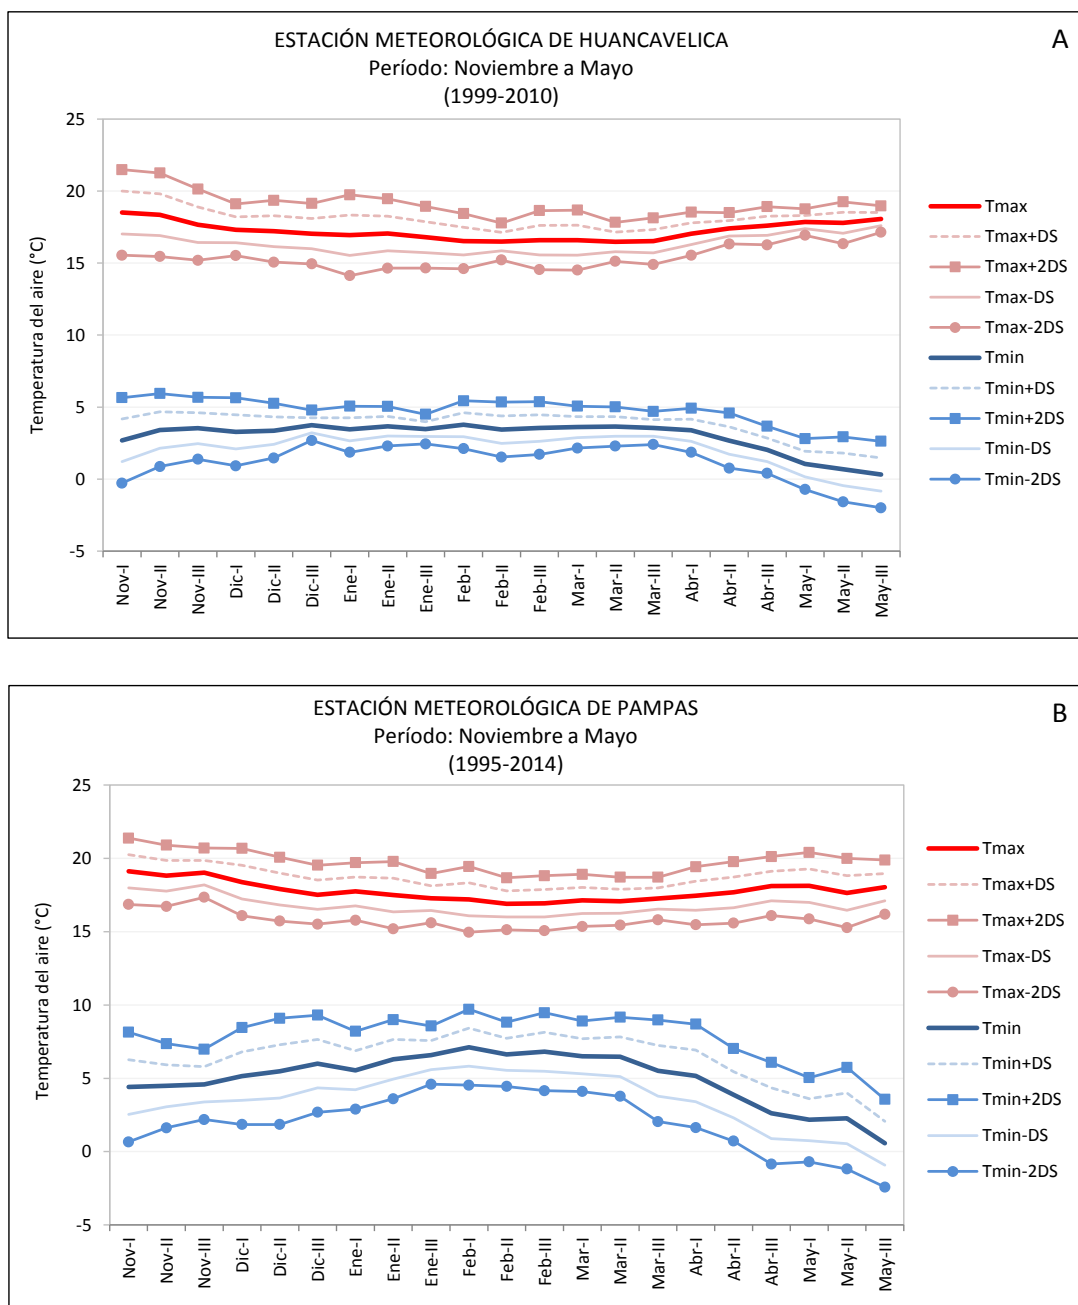 ESTACIÓN METEOROLÓGICA DE HUANCAVELICA
A
Período: Noviembre a Mayo
(1999-2010)
Temperatura del aire (°C)
25
20
15
10
5
0
-5
Nov-I
Nov-II
Nov-III
Dic-I
Dic-II
Dic-III
Ene-I
Ene-II
Ene-III
Feb-I
Feb-II
Feb-III
Mar-I
Mar-II
Mar-III
Abr-I
Abr-II
Abr-III
May-I
May-II
May-III
Tmax
Tmax+DS
Tmax+2DS
Tmax-DS
Tmax-2DS
Tmin
Tmin+DS
Tmin+2DS
Tmin-DS
Tmin-2DS
ESTACIÓN METEOROLÓGICA DE PAMPAS
B
Período: Noviembre a Mayo
(1995-2014)
Temperatura del aire (°C)
25
20
15
10
5
0
-5
Nov-I
Nov-II
Nov-III
Dic-I
Dic-II
Dic-III
Ene-I
Ene-II
Ene-III
Feb-I
Feb-II
Feb-III
Mar-I
Mar-II
Mar-III
Abr-I
Abr-II
Abr-III
May-I
May-II
May-III
Tmax
Tmax+DS
Tmax+2DS
Tmax-DS
Tmax-2DS
Tmin
Tmin+DS
Tmin+2DS
Tmin-DS
Tmin-2DS